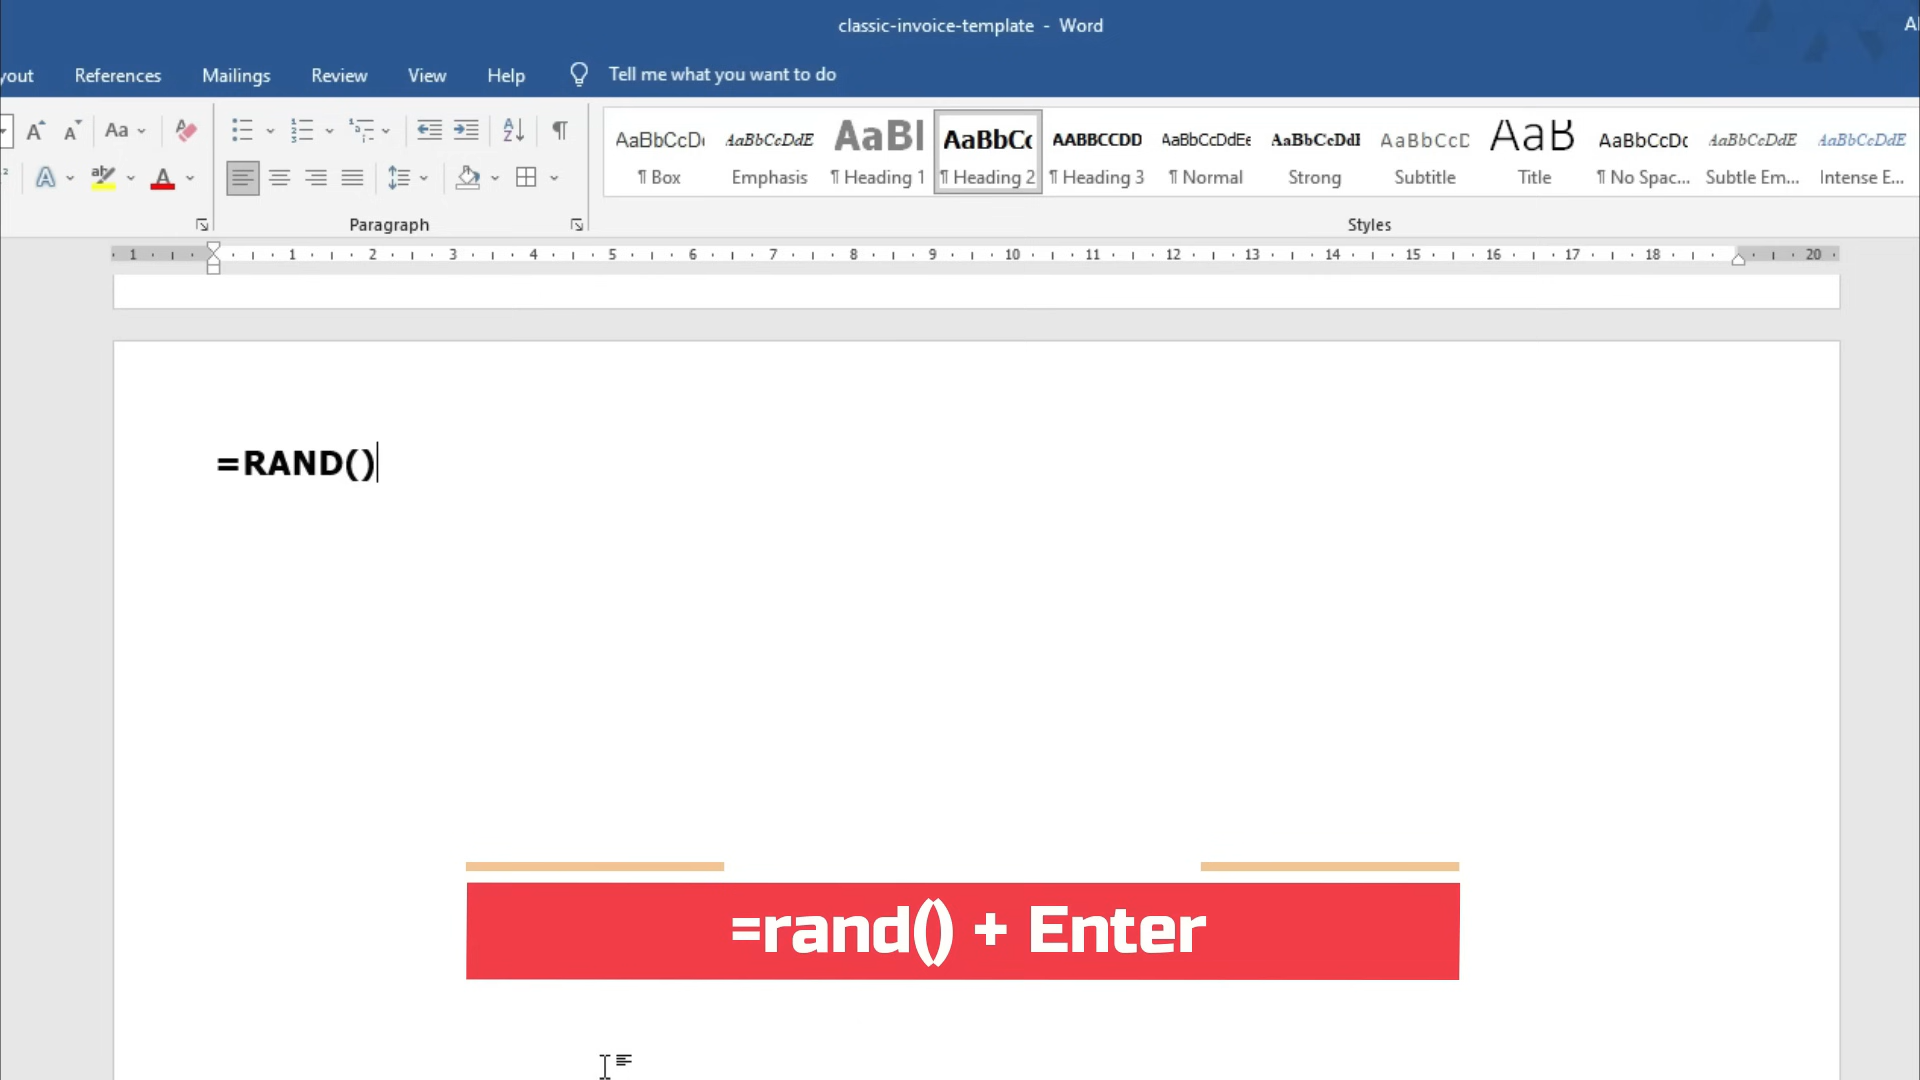 classic-invoice-template - Word
yout References Mailings Review View Help Tell me what you want to do
Aa
AaBbCcDc AaBbCcDdE AaBl AaBbCc AABBCCDD AaBbCcDdEe AaBbCcDdI AaBbCcD AaB AaBbCcDc AaBbCcDdE AaBbCcDdE
¶ Box Emphasis ¶ Heading 1 ¶ Heading 2 ¶ Heading 3 ¶ Normal Strong Subtitle Title ¶ No Spac... Subtle Em... Intense E...
Paragraph Styles
1 1 2 3 4 5 6 7 8 9 10 11 12 13 14 15 16 17 18 20
=RAND()
=rand() + Enter